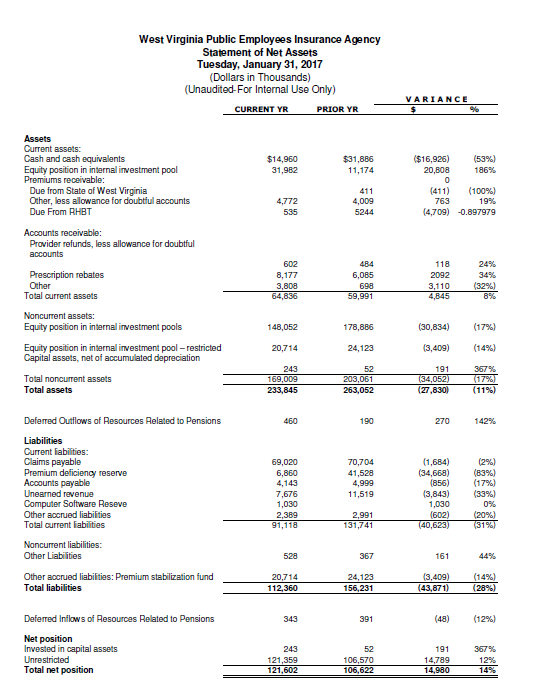 West Virginia Public Employees Insurance Agency
Statement of Net Assets
Tuesday, January 31, 2017
(Dollars in Thousands)
(Unaudited-For Internal Use Only)
VARIANCE
CURRENT YR PRIOR YR $ %
Assets
Current assets:
Cash and cash equivalents $14,960 $31,886 ($16,926) (53%)
Equity position in internal investment pool 31,982 11,174 20,808 186%
Premiums receivable: 0
Due from State of West Virginia 411 (411) (100%)
Other, less allowance for doubtful accounts 4,772 4,009 763 19%
Due From RHBT 535 5244 (4,709) -0.897979
Accounts receivable:
Provider refunds, less allowance for doubtful
accounts
602 484 118 24%
Prescription rebates 8,177 6,085 2092 34%
Other 3,808 698 3,110 (32%)
Total current assets 64,836 59,991 4,845 8%
Noncurrent assets:
Equity position in internal investment pools 148,052 178,886 (30,834) (17%)
Equity position in internal investment pool – restricted 20,714 24,123 (3,409) (14%)
Capital assets, net of accumulated depreciation
243 52 191 367%
Total noncurrent assets 169,009 203,061 (34,052) (17%)
Total assets 233,845 263,052 (27,830) (11%)
Deferred Outflows of Resources Related to Pensions 460 190 270 142%
Liabilities
Current liabilities:
Claims payable 69,020 70,704 (1,684) (2%)
Premium deficiency reserve 6,860 41,528 (34,668) (83%)
Accounts payable 4,143 4,999 (856) (17%)
Unearned revenue 7,676 11,519 (3,843) (33%)
Computer Software Reseve 1,030 1,030 0%
Other accrued liabilities 2,389 2,991 (602) (20%)
Total current liabilities 91,118 131,741 (40,623) (31%)
Noncurrent liabilities:
Other Liabilities 528 367 161 44%
Other accrued liabilities: Premium stabilization fund 20,714 24,123 (3,409) (14%)
Total liabilities 112,360 156,231 (43,871) (28%)
Deferred Inflows of Resources Related to Pensions 343 391 (48) (12%)
Net position
Invested in capital assets 243 52 191 367%
Unrestricted 121,359 106,570 14,789 12%
Total net position 121,602 106,622 14,980 14%